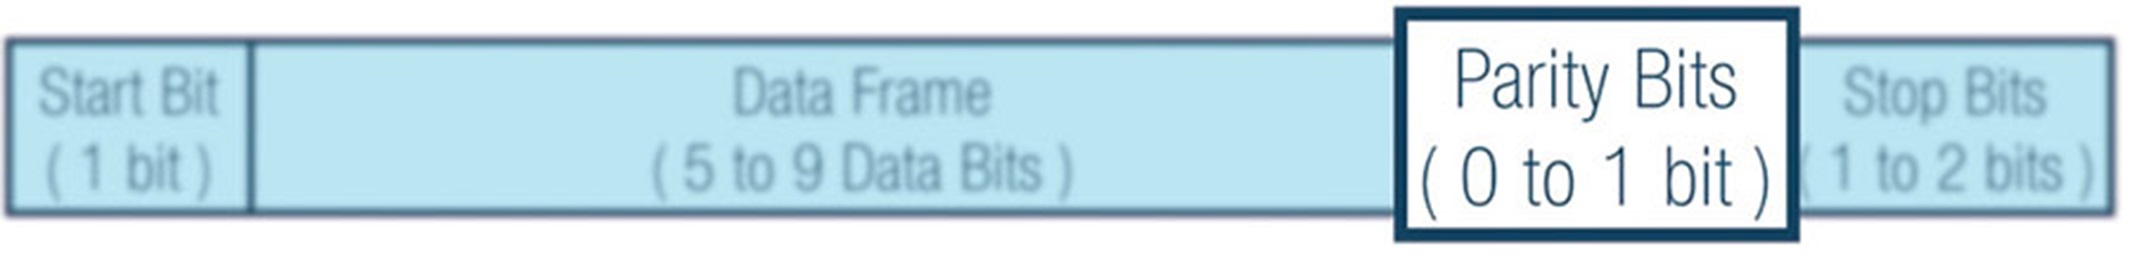 Start Bit
( 1 bit )
Data Frame
( 5 to 9 Data Bits )
Parity Bits
( 0 to 1 bit )
Stop Bits
( 1 to 2 bits )